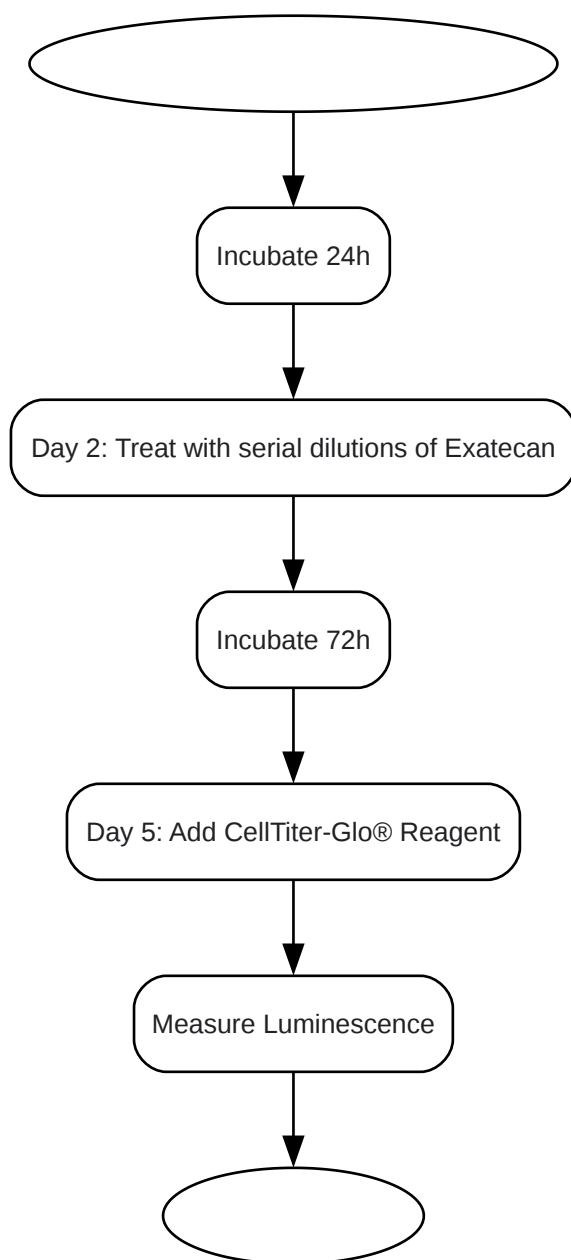 Incubate 24h
Day 2: Treat with serial dilutions of Exatecan
Incubate 72h
Day 5: Add CellTiter-Glo® Reagent
Measure Luminescence